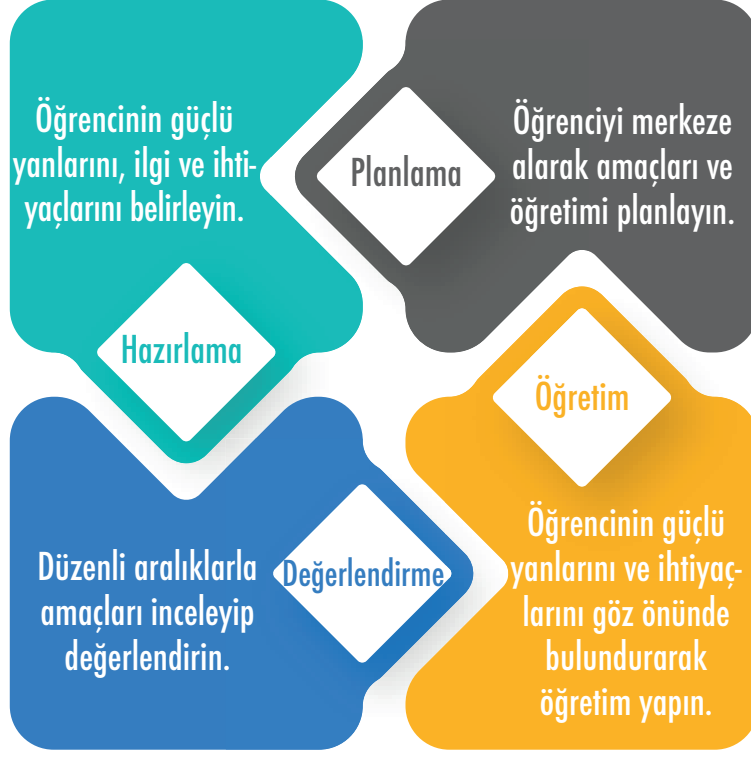 Öğrencinin güçlü
yanlarını, ilgi ve ihti-
yaçlarını belirleyin.
Hazırlama
Planlama
Öğrenciyi merkeze
alarak amaçları ve
öğretimi planlayın.
Öğretim
Öğrencinin güçlü
yanlarını ve ihtiyaç-
larını göz önünde
bulundurarak
öğretim yapın.
Değerlendirme
Düzenli aralıklarla
amaçları inceleyip
değerlendirin.